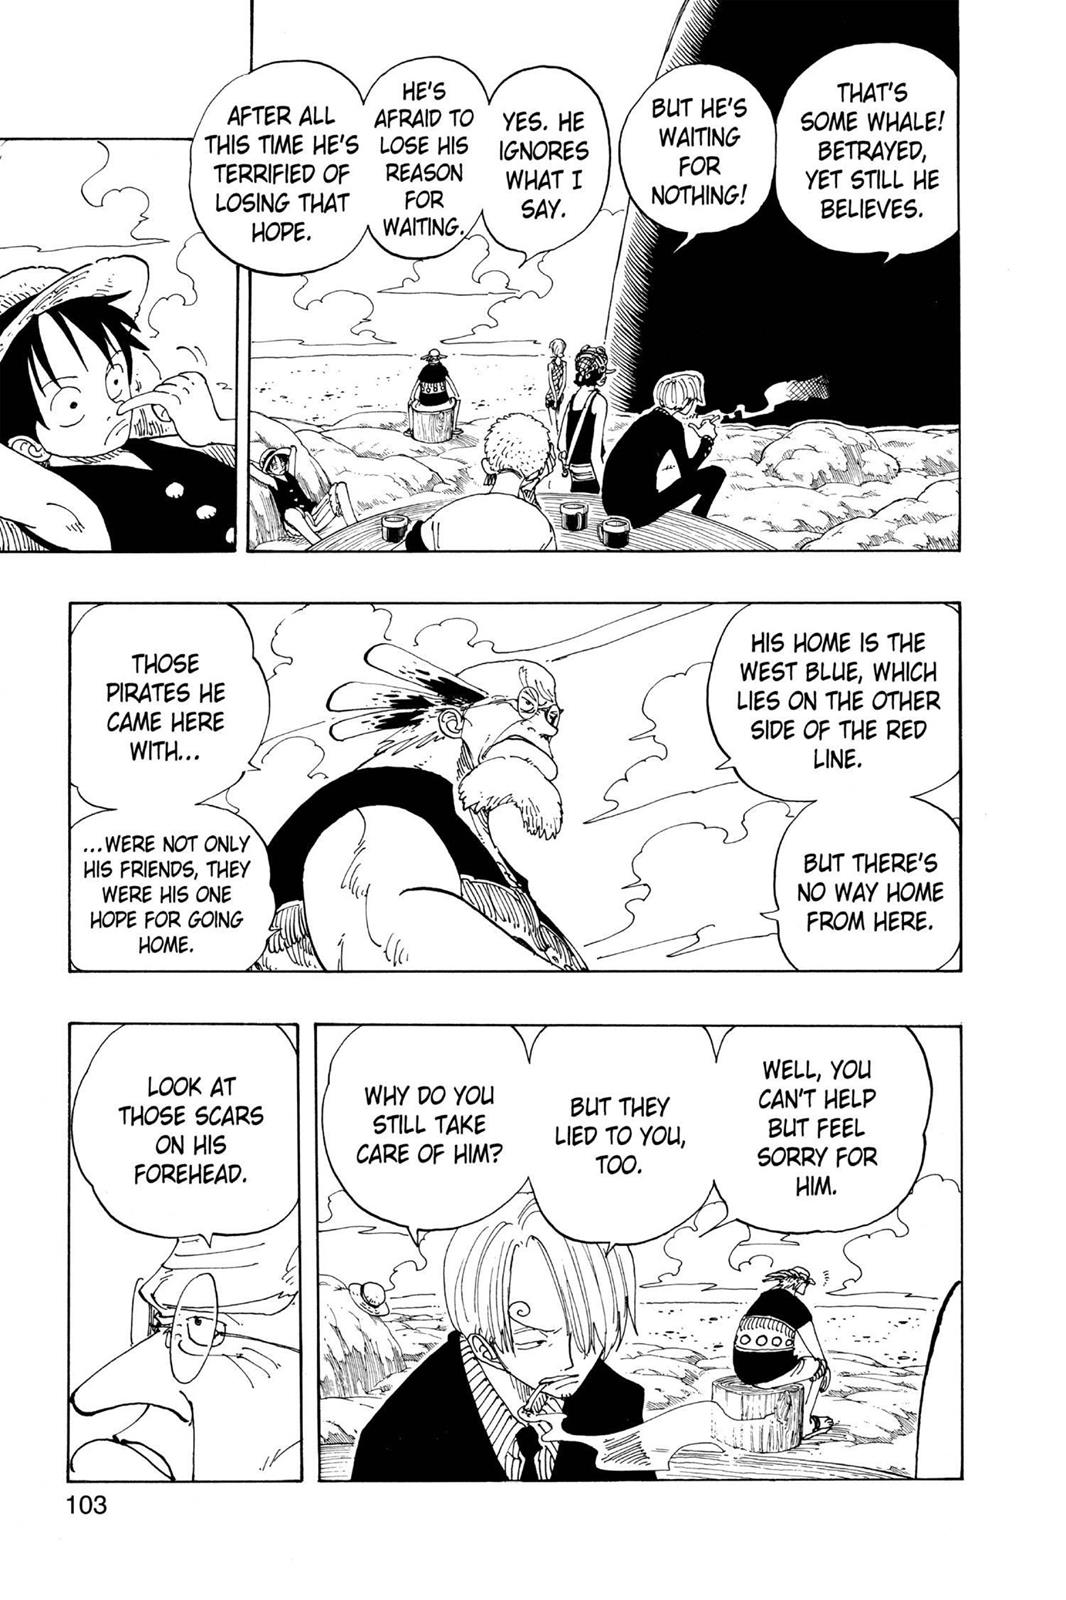 THAT'S
SOME WHALE!
BETRAYED,
YET STILL HE
BELIEVES.
BUT HE'S
WAITING
FOR
NOTHING!
YES. HE
IGNORES
WHAT I
SAY.
HE'S
AFRAID TO
LOSE HIS
REASON
FOR
WAITING.
AFTER ALL
THIS TIME HE'S
TERRIFIED OF
LOSING THAT
HOPE.
HIS HOME IS THE
WEST BLUE, WHICH
LIES ON THE OTHER
SIDE OF THE RED
LINE.
BUT THERE'S
NO WAY HOME
FROM HERE.
THOSE
PIRATES HE
CAME HERE
WITH...
...WERE NOT ONLY
HIS FRIENDS, THEY
WERE HIS ONE
HOPE FOR GOING
HOME.
WELL, YOU
CAN'T HELP
BUT FEEL
SORRY FOR
HIM.
BUT THEY
LIED TO YOU,
TOO.
WHY DO YOU
STILL TAKE
CARE OF HIM?
LOOK AT
THOSE SCARS
ON HIS
FOREHEAD.
103